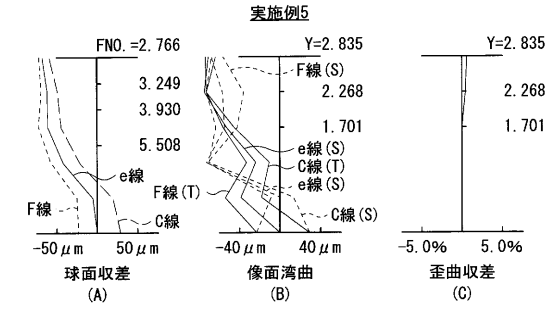 実施例5
FNO.=2.766
3.249
3.930
5.508
e線
F線
C線
-50μm
50μm
球面収差
(A)
Y=2.835
F線(S)
2.268
1.701
e線(S)
C線(T)
e線(S)
F線(T)
C線(S)
-40μm
40μm
像面湾曲
(B)
Y=2.835
2.268
1.701
-5.0%
5.0%
歪曲収差
(C)